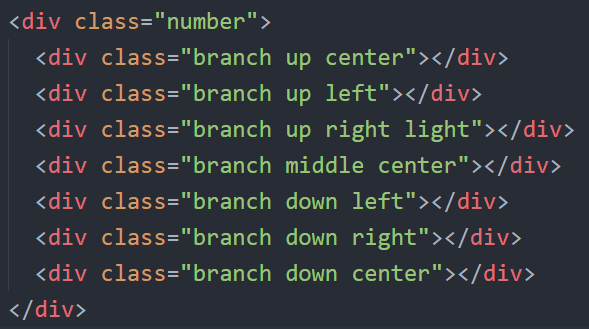 <div class="number">
<div class="branch up center"></div>
<div class="branch up left"></div>
<div class="branch up right light"></div>
<div class="branch middle center"></div>
<div class="branch down left"></div>
<div class="branch down right"></div>
<div class="branch down center"></div>
</div>